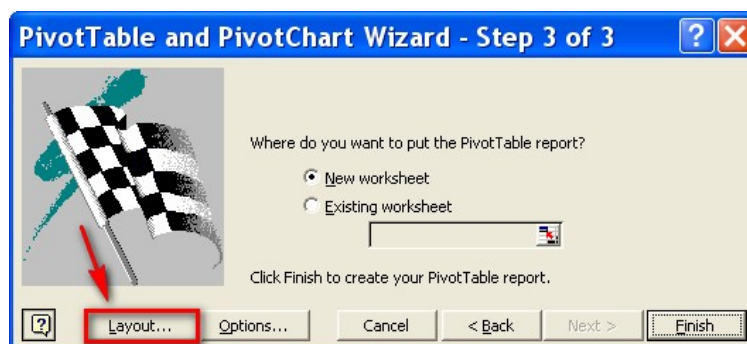 PivotTable and PivotChart Wizard - Step 3 of 3 ?
Where do you want to put the PivotTable report?
New worksheet
Existing worksheet
Click Finish to create your PivotTable report.
? Layout... Options... Cancel < Back Next > Finish